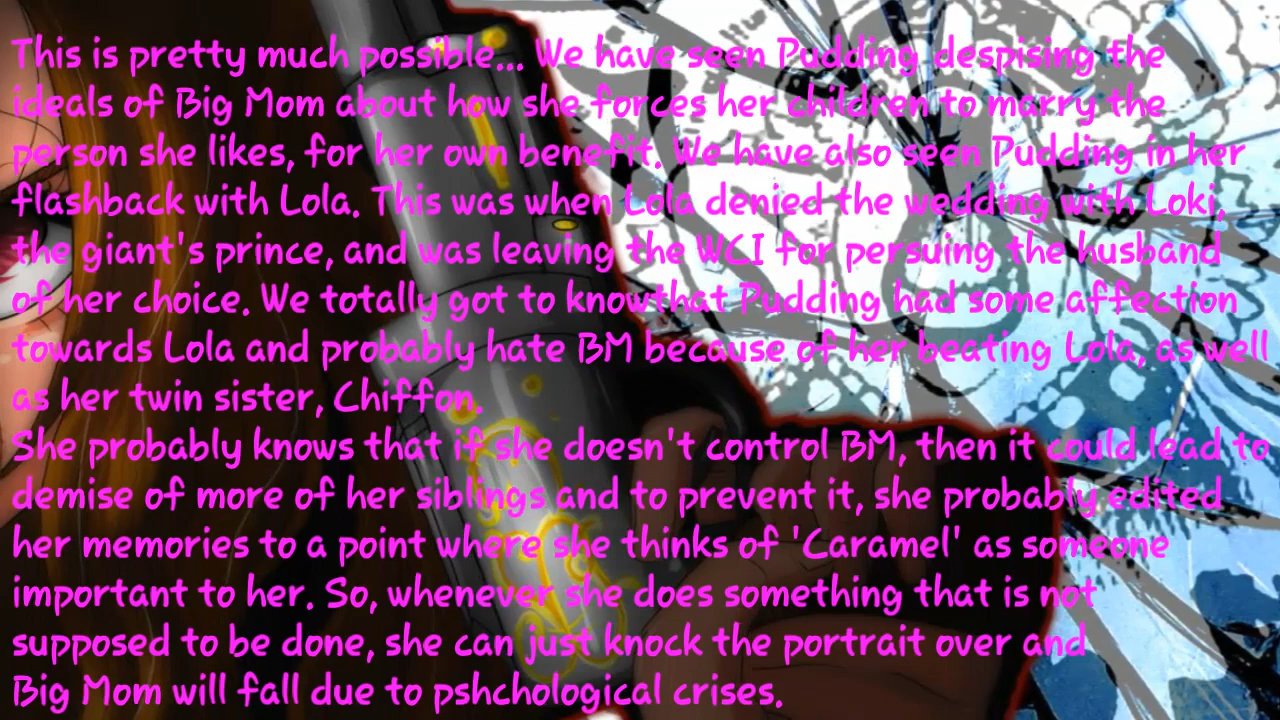 This is pretty much possible... We have seen Pudding despising the
ideals of Big Mom about how she forces her children to marry the
person she likes, for her own benefit. We have also seen Pudding in her
flashback with Lola. This was when Lola denied the wedding with Loki,
the giant's prince, and was leaving the WCI for persuing the husband
of her choice. We totally got to knowthat Pudding had some affection
towards Lola and probably hate BM because of her beating Lola, as well
as her twin sister, Chiffon.
She probably knows that if she doesn't control BM, then it could lead to
demise of more of her siblings and to prevent it, she probably edited
her memories to a point where she thinks of 'Caramel' as someone
important to her. So, whenever she does something that is not
supposed to be done, she can just knock the portrait over and
Big Mom will fall due to pshchological crises.